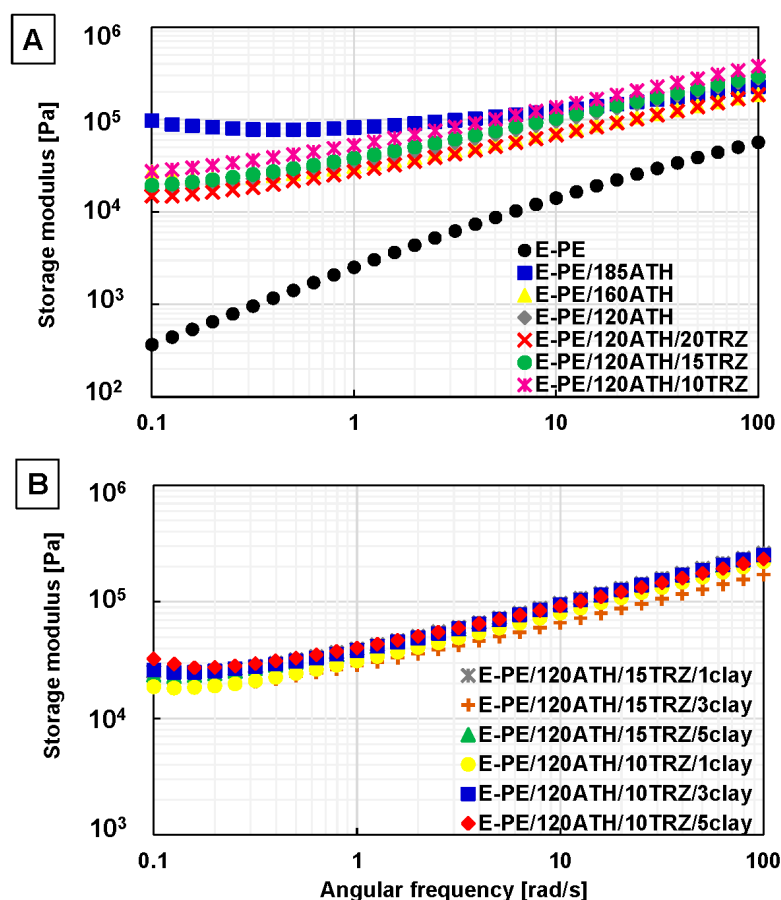 A
Storage modulus [Pa]
10⁶
10⁵
10⁴
10³
10²
E-PE
E-PE/185ATH
E-PE/160ATH
E-PE/120ATH
E-PE/120ATH/20TRZ
E-PE/120ATH/15TRZ
E-PE/120ATH/10TRZ
0.1 1 10 100
B
Storage modulus [Pa]
10⁶
10⁵
10⁴
10³
E-PE/120ATH/15TRZ/1clay
E-PE/120ATH/15TRZ/3clay
E-PE/120ATH/15TRZ/5clay
E-PE/120ATH/10TRZ/1clay
E-PE/120ATH/10TRZ/3clay
E-PE/120ATH/10TRZ/5clay
0.1 1 10 100
Angular frequency [rad/s]